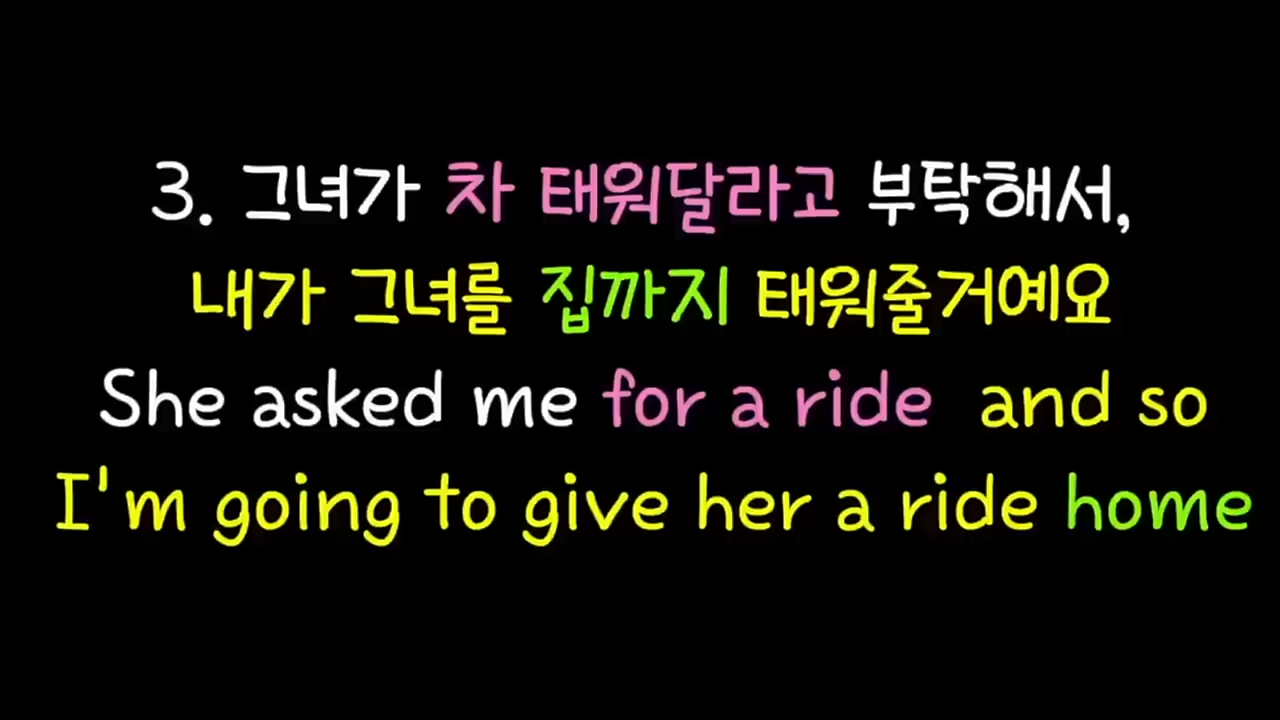 3. 그녀가 차 태워달라고 부탁해서,
내가 그녀를 집까지 태워줄거예요
She asked me for a ride and so
I'm going to give her a ride home